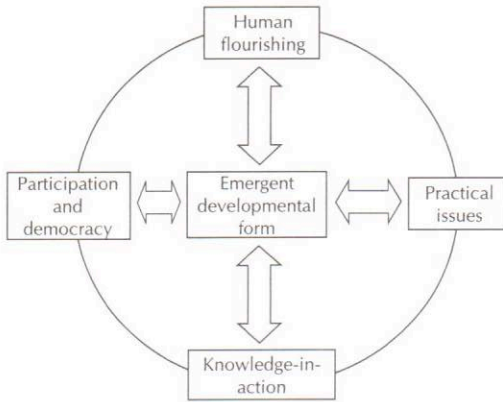 Human
flourishing
Participation
and
democracy
Emergent
developmental
form
Practical
issues
Knowledge-in-
action